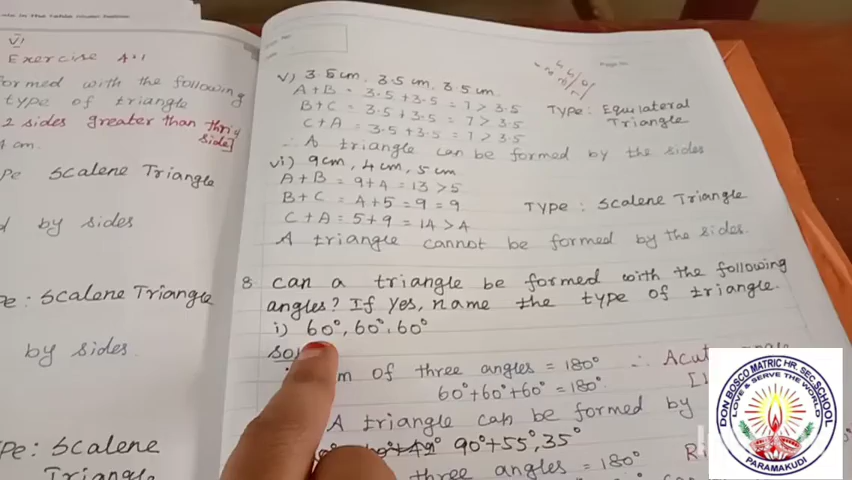 VI
Exercise 4.1
formed with the following
type of triangle
2 sides greater than third
side]
cm.
pe Scalene Triangle
by sides
pe: Scalene Triangle
by sides.
pe: Scalene
Triangle
v) 3.5 cm, 3.5 cm, 3.5 cm
A+B = 3.5+3.5 = 7 > 3.5
B+C = 3.5+3.5 = 7 > 3.5
C+A = 3.5+3.5 = 7 > 3.5
TYPE: Equilateral
Triangle
∴ A triangle can be formed by the sides
vi) 9cm, 4cm, 5cm
A+B = 9+4 = 13 >5
B+C = 4+5 = 9 = 9
C+A = 5+9 = 14 >4
TYPE: Scalene Triangle
A triangle cannot be formed by the sides.
8 can a triangle be formed with the following
angles? If yes, name the type of triangle.
i) 60°, 60°, 60°
m of three angles = 180° ∴ Acut
60°+60°+60° = 180°.
A triangle can be formed by
90°+55°,35°
three angles = 180°
DON BOSCO MATRIC HR. SEC. SCHOOL
LOVE & SERVE THE WORLD
PARAMAKUDI